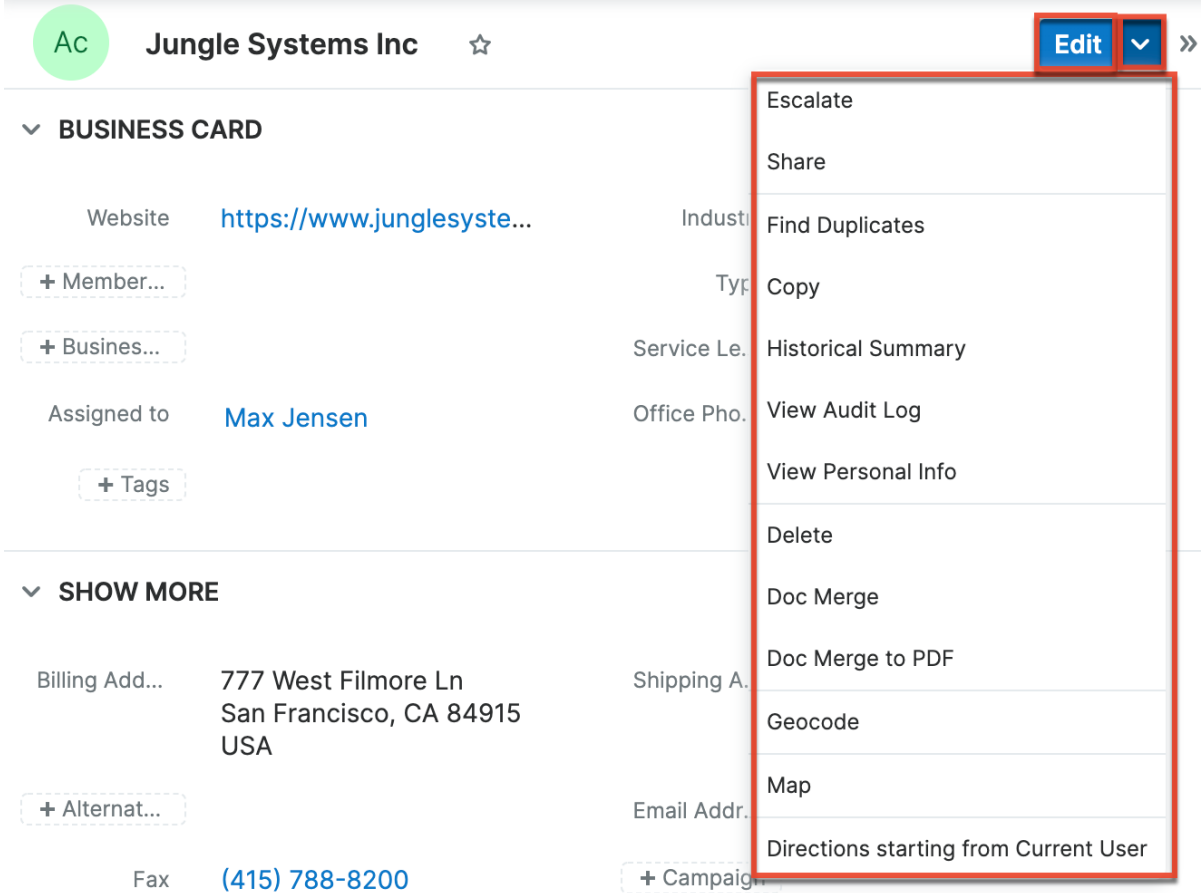 Ac
Jungle Systems Inc
Edit
BUSINESS CARD
Website
https://www.junglesyste...
+ Member...
+ Busines...
Assigned to
Max Jensen
+ Tags
Service Le.
Office Pho.
Escalate
Share
Find Duplicates
Copy
Historical Summary
View Audit Log
View Personal Info
Delete
Doc Merge
Doc Merge to PDF
Geocode
Map
Directions starting from Current User
SHOW MORE
Billing Add...
777 West Filmore Ln
San Francisco, CA 84915
USA
Shipping A.
+ Alternat...
Email Addr.
Fax
(415) 788-8200
+ Campaign